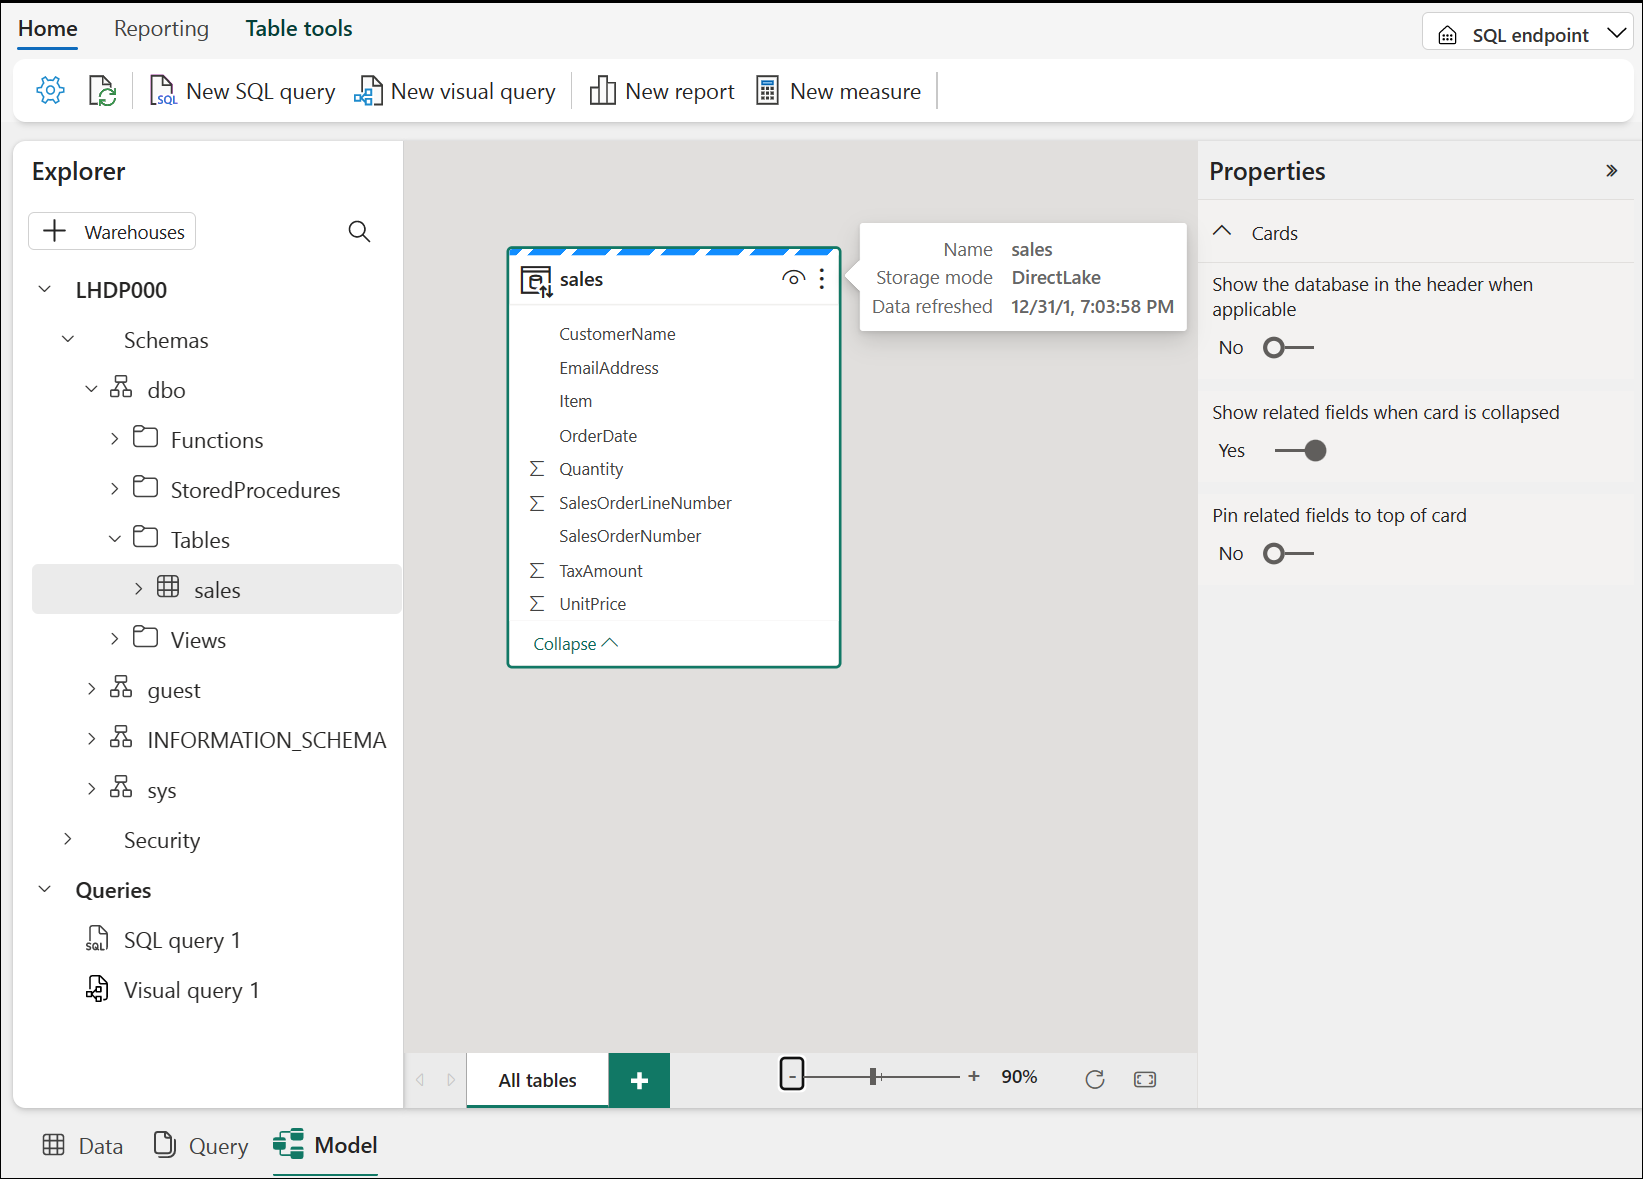 Home Reporting Table tools
SQL endpoint
SQL New SQL query New visual query New report New measure
Explorer
Warehouses
LHDP000
Schemas
dbo
Functions
StoredProcedures
Tables
sales
Views
guest
INFORMATION_SCHEMA
sys
Security
Queries
SQL SQL query 1
Visual query 1
sales
CustomerName
EmailAddress
Item
OrderDate
Σ Quantity
Σ SalesOrderLineNumber
SalesOrderNumber
Σ TaxAmount
Σ UnitPrice
Collapse
Name sales
Storage mode DirectLake
Data refreshed 12/31/1, 7:03:58 PM
Properties
Cards
Show the database in the header when
applicable
No
Show related fields when card is collapsed
Yes
Pin related fields to top of card
No
All tables + - + 90%
Data Query Model